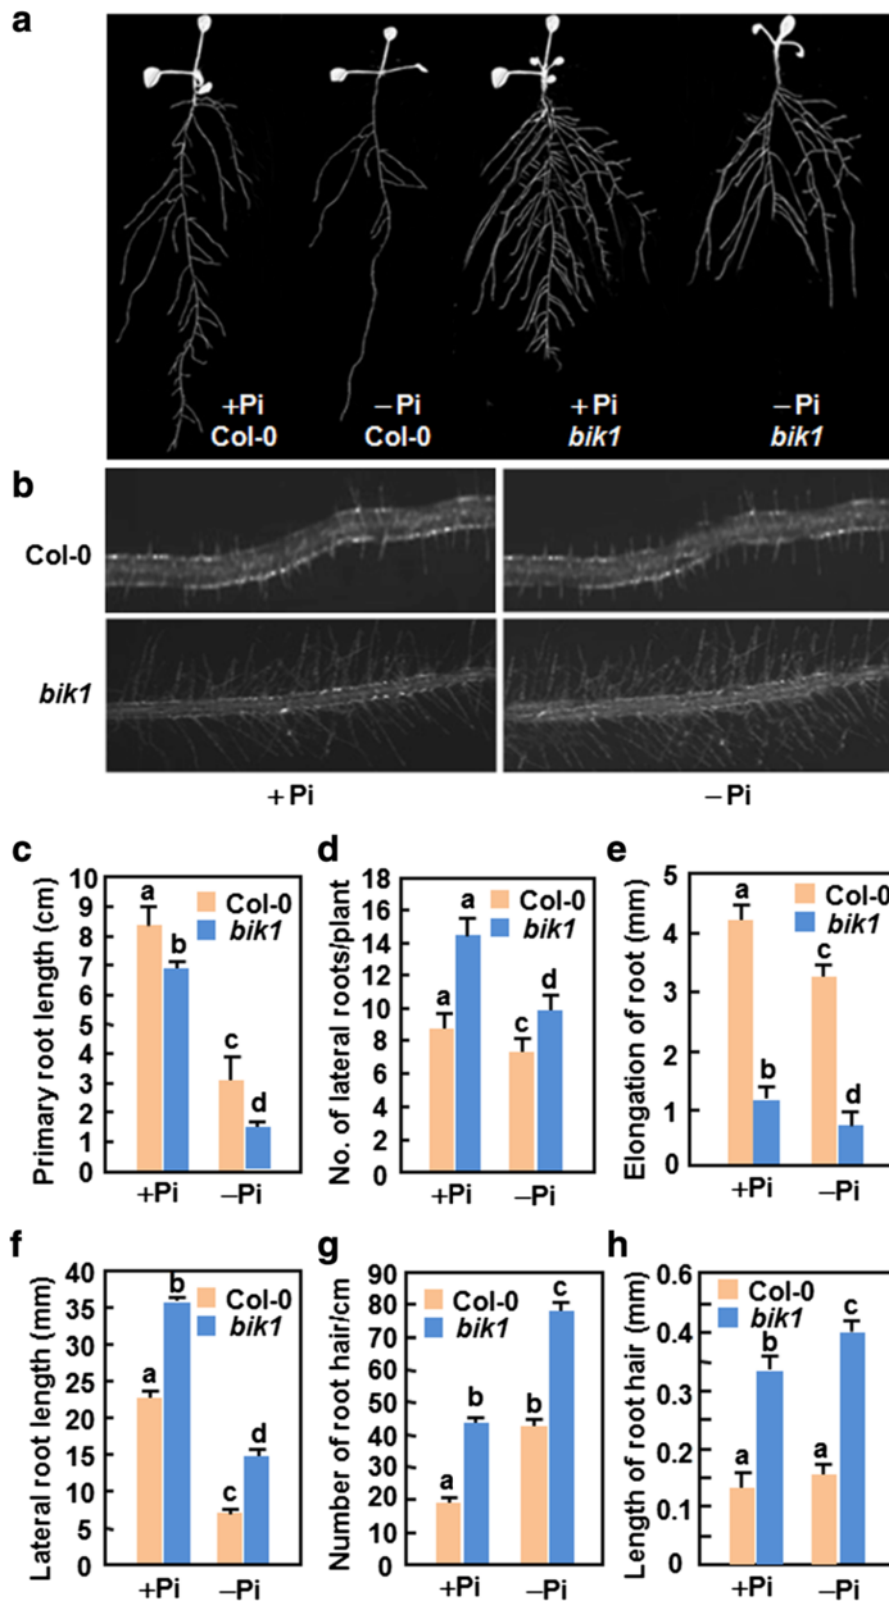 a
+Pi
Col-0
−Pi
Col-0
+Pi
bik1
−Pi
bik1
b
Col-0
bik1
+Pi
−Pi
c
Primary root length (cm)
10
9
8
7
6
5
4
3
2
1
0
a
b
c
d
Col-0
bik1
+Pi
−Pi
d
No. of lateral roots/plant
18
16
14
12
10
8
6
4
2
0
a
a
c
d
Col-0
bik1
+Pi
−Pi
e
Elongation of root (mm)
5
4
3
2
1
0
a
b
c
d
Col-0
bik1
+Pi
−Pi
f
Lateral root length (mm)
40
35
30
25
20
15
10
5
0
a
b
c
d
Col-0
bik1
+Pi
−Pi
g
Number of root hair/cm
90
80
70
60
50
40
30
20
10
0
a
b
b
c
Col-0
bik1
+Pi
−Pi
h
Length of root hair (mm)
0.6
0.4
0.3
0.2
0.1
0
a
b
a
c
Col-0
bik1
+Pi
−Pi